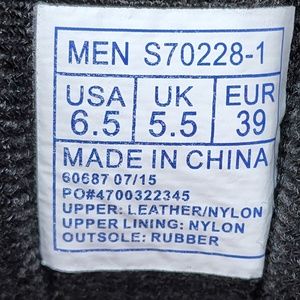 MEN S70228-1
USA UK EUR
6.5 5.5 39
MADE IN CHINA
60687 07/15
PO#4700322345
UPPER: LEATHER/NYLON
UPPER LINING: NYLON
OUTSOLE: RUBBER